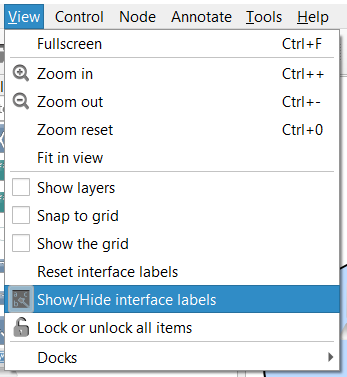 View Control Node Annotate Tools Help
Fullscreen Ctrl+F
Zoom in Ctrl++
Zoom out Ctrl+-
Zoom reset Ctrl+0
Fit in view
Show layers
Snap to grid
Show the grid
Reset interface labels
Show/Hide interface labels
Lock or unlock all items
Docks